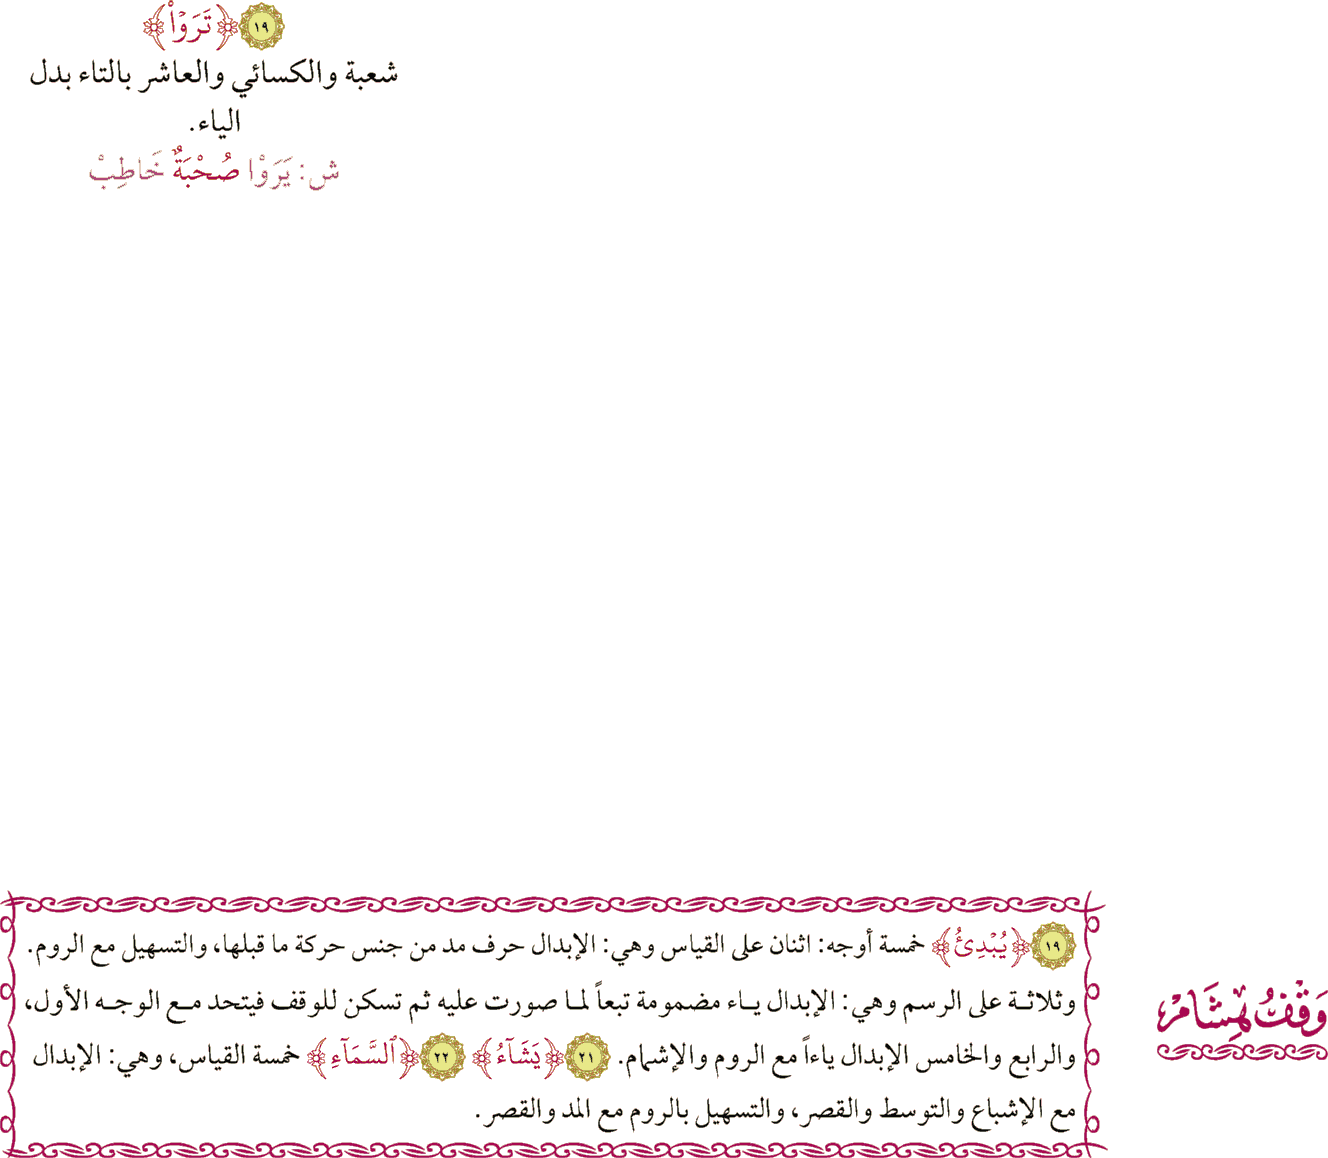 ١٩ ﴿تَرَوۡاْ﴾
شعبة والكسائي والعاشر بالتاء بدل
الياء.
ش: يَرَوْا صُحْبَةٌ خَاطِبْ
١٩ ﴿يُبۡدِئُ﴾ خمسة أوجه: اثنان على القياس وهي: الإبدال حرف مد من جنس حركة ما قبلها، والتسهيل مع الروم.
وثلاثـة على الرسم وهي: الإبدال يـاء مضمومة تبعاً لمـا صورت عليه ثم تسكن للوقف فيتحد مـع الوجـه الأول،
والرابع والخامس الإبدال ياءاً مع الروم والإشمام. ٢١ ﴿يَشَآءُ﴾ ٢٢ ﴿ٱلسَّمَآءِ﴾ خمسة القياس، وهي: الإبدال
مع الإشباع والتوسط والقصر، والتسهيل بالروم مع المد والقصر.
وَقْفُ هِشَامْ